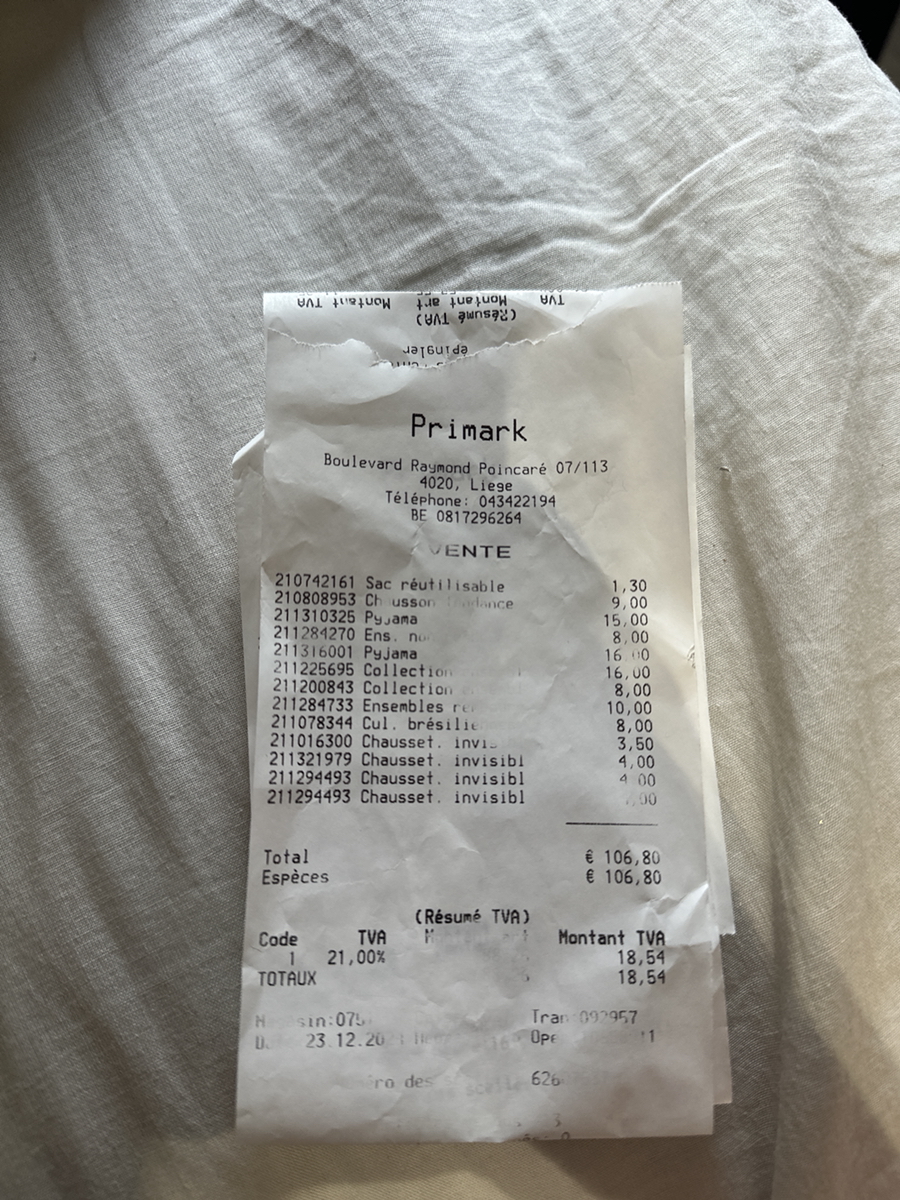 TVA Montant art Montant TVA
(Résumé TVA)
épingler
Primark
Boulevard Raymond Poincaré 07/113
4020, Liege
Téléphone: 043422194
BE 0817296264
VENTE
210742161 Sac réutilisable 1,30
210808953 9,00
211310325 Pyjama 15,00
211284270 Ens. 8,00
211316001 Pyjama 16,00
211225695 Collection 16,00
211200843 Collection 8,00
211284733 Ensembles 10,00
211078344 Cul. 8,00
211016300 Chausset. 3,50
211321979 Chausset. invisibl 4,00
211294493 Chausset. invisibl 4,00
211294493 Chausset. invisibl
Total € 106,80
Espèces € 106,80
(Résumé TVA)
Code TVA Montant TVA
1 21,00% 18,54
TOTAUX 18,54
des